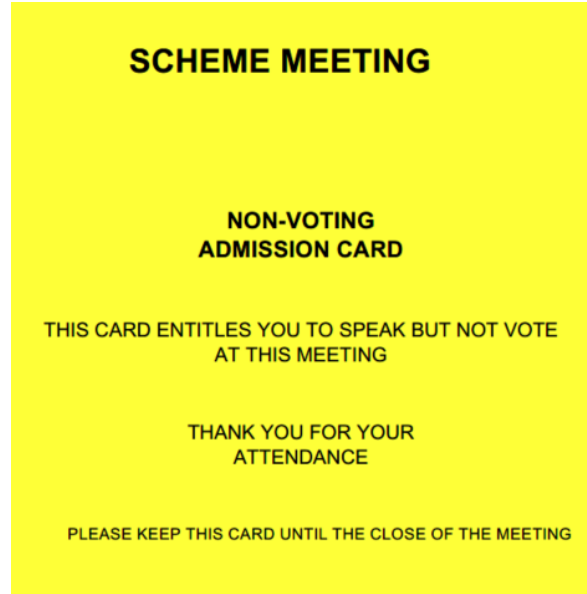 SCHEME MEETING
NON-VOTING
ADMISSION CARD
THIS CARD ENTITLES YOU TO SPEAK BUT NOT VOTE
AT THIS MEETING
THANK YOU FOR YOUR
ATTENDANCE
PLEASE KEEP THIS CARD UNTIL THE CLOSE OF THE MEETING